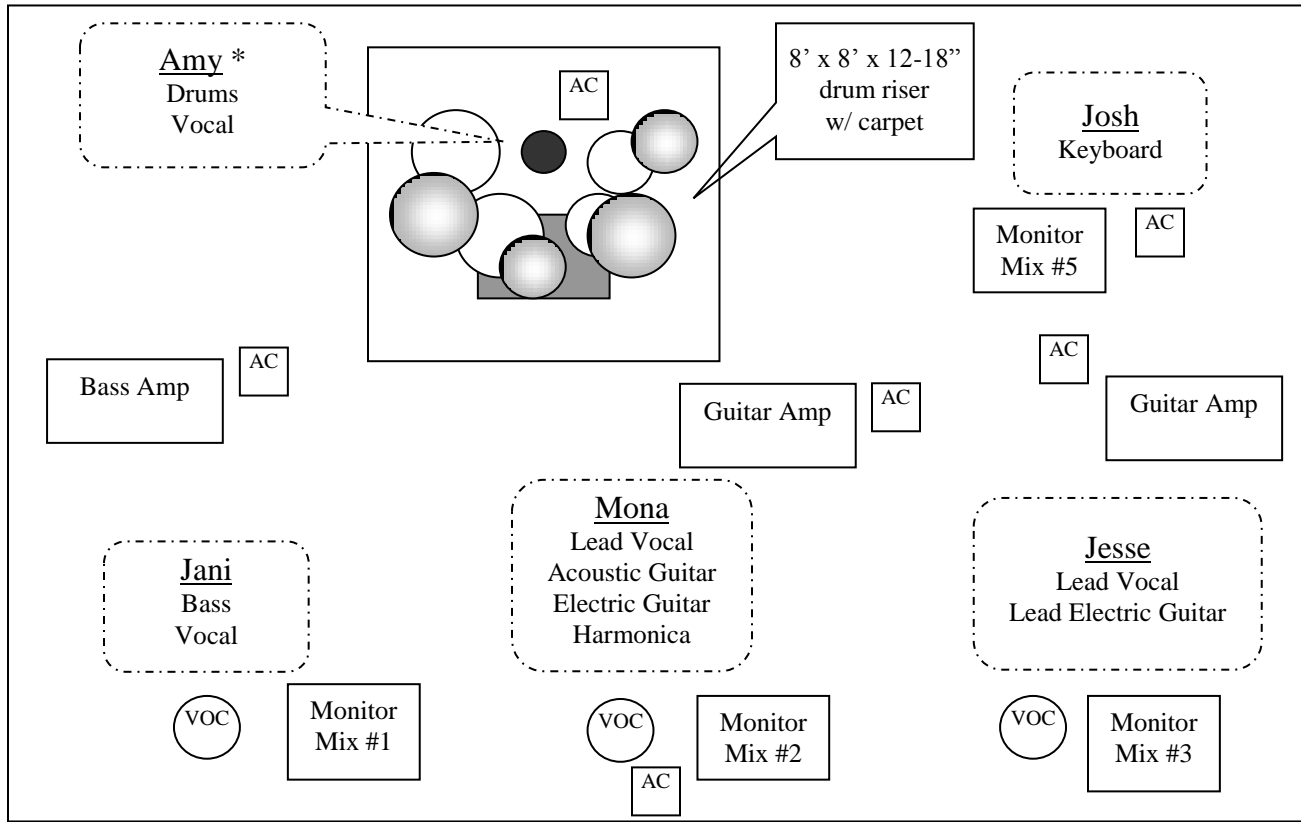 Amy *
Drums
Vocal
AC
8’ x 8’ x 12-18”
drum riser
w/ carpet
Josh
Keyboard
Monitor
Mix #5
AC
Bass Amp
AC
Guitar Amp
AC
AC
Guitar Amp
Jani
Bass
Vocal
Mona
Lead Vocal
Acoustic Guitar
Electric Guitar
Harmonica
Jesse
Lead Vocal
Lead Electric Guitar
VOC
Monitor
Mix #1
VOC
AC
Monitor
Mix #2
VOC
Monitor
Mix #3